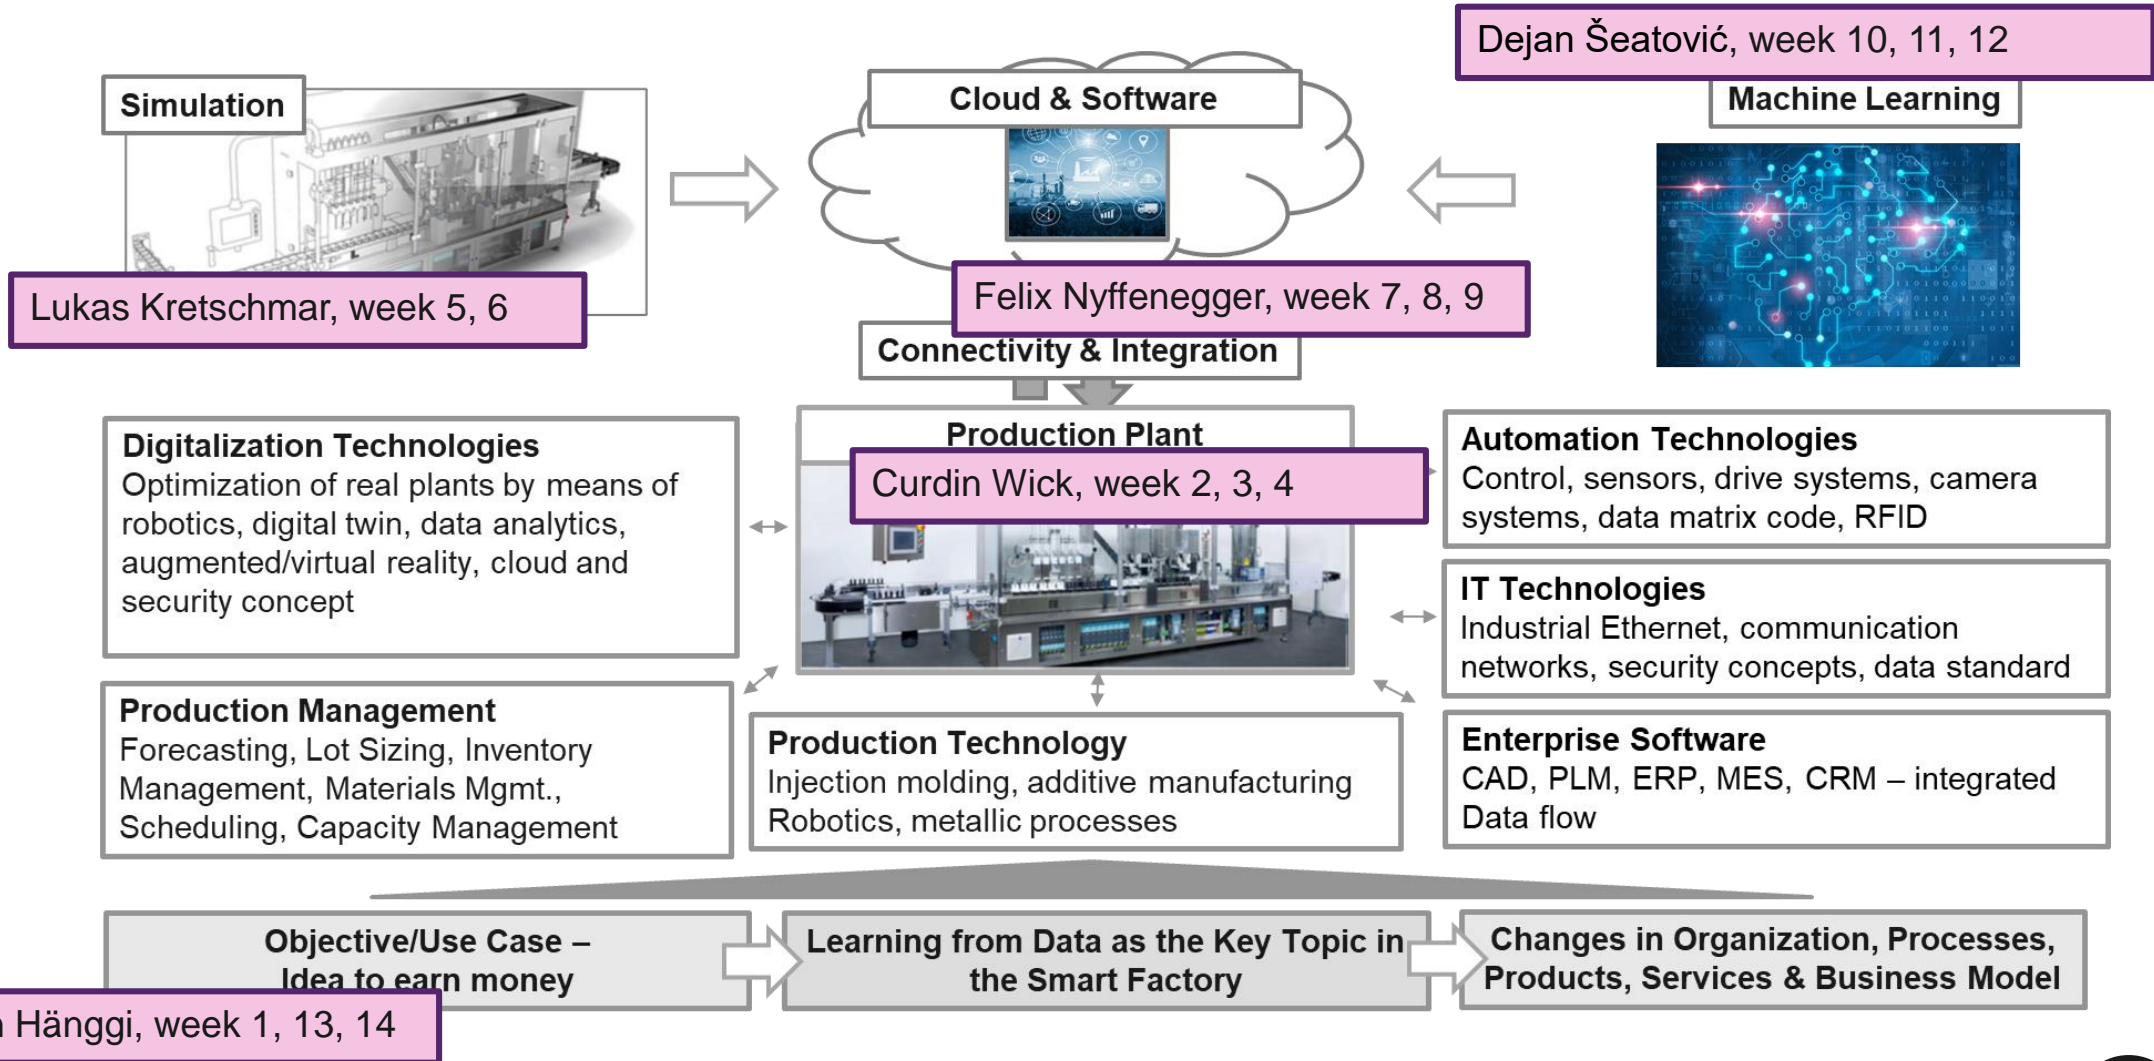 Dejan Šeatović, week 10, 11, 12
Simulation
Cloud & Software
Machine Learning
Lukas Kretschmar, week 5, 6
Felix Nyffenegger, week 7, 8, 9
Connectivity & Integration
Digitalization Technologies
Optimization of real plants by means of
robotics, digital twin, data analytics,
augmented/virtual reality, cloud and
security concept
Production Plant
Curdin Wick, week 2, 3, 4
Automation Technologies
Control, sensors, drive systems, camera
systems, data matrix code, RFID
IT Technologies
Industrial Ethernet, communication
networks, security concepts, data standard
Production Management
Forecasting, Lot Sizing, Inventory
Management, Materials Mgmt.,
Scheduling, Capacity Management
Production Technology
Injection molding, additive manufacturing
Robotics, metallic processes
Enterprise Software
CAD, PLM, ERP, MES, CRM – integrated
Data flow
Objective/Use Case –
Idea to earn money
Learning from Data as the Key Topic in
the Smart Factory
Changes in Organization, Processes,
Products, Services & Business Model
Hänggi, week 1, 13, 14